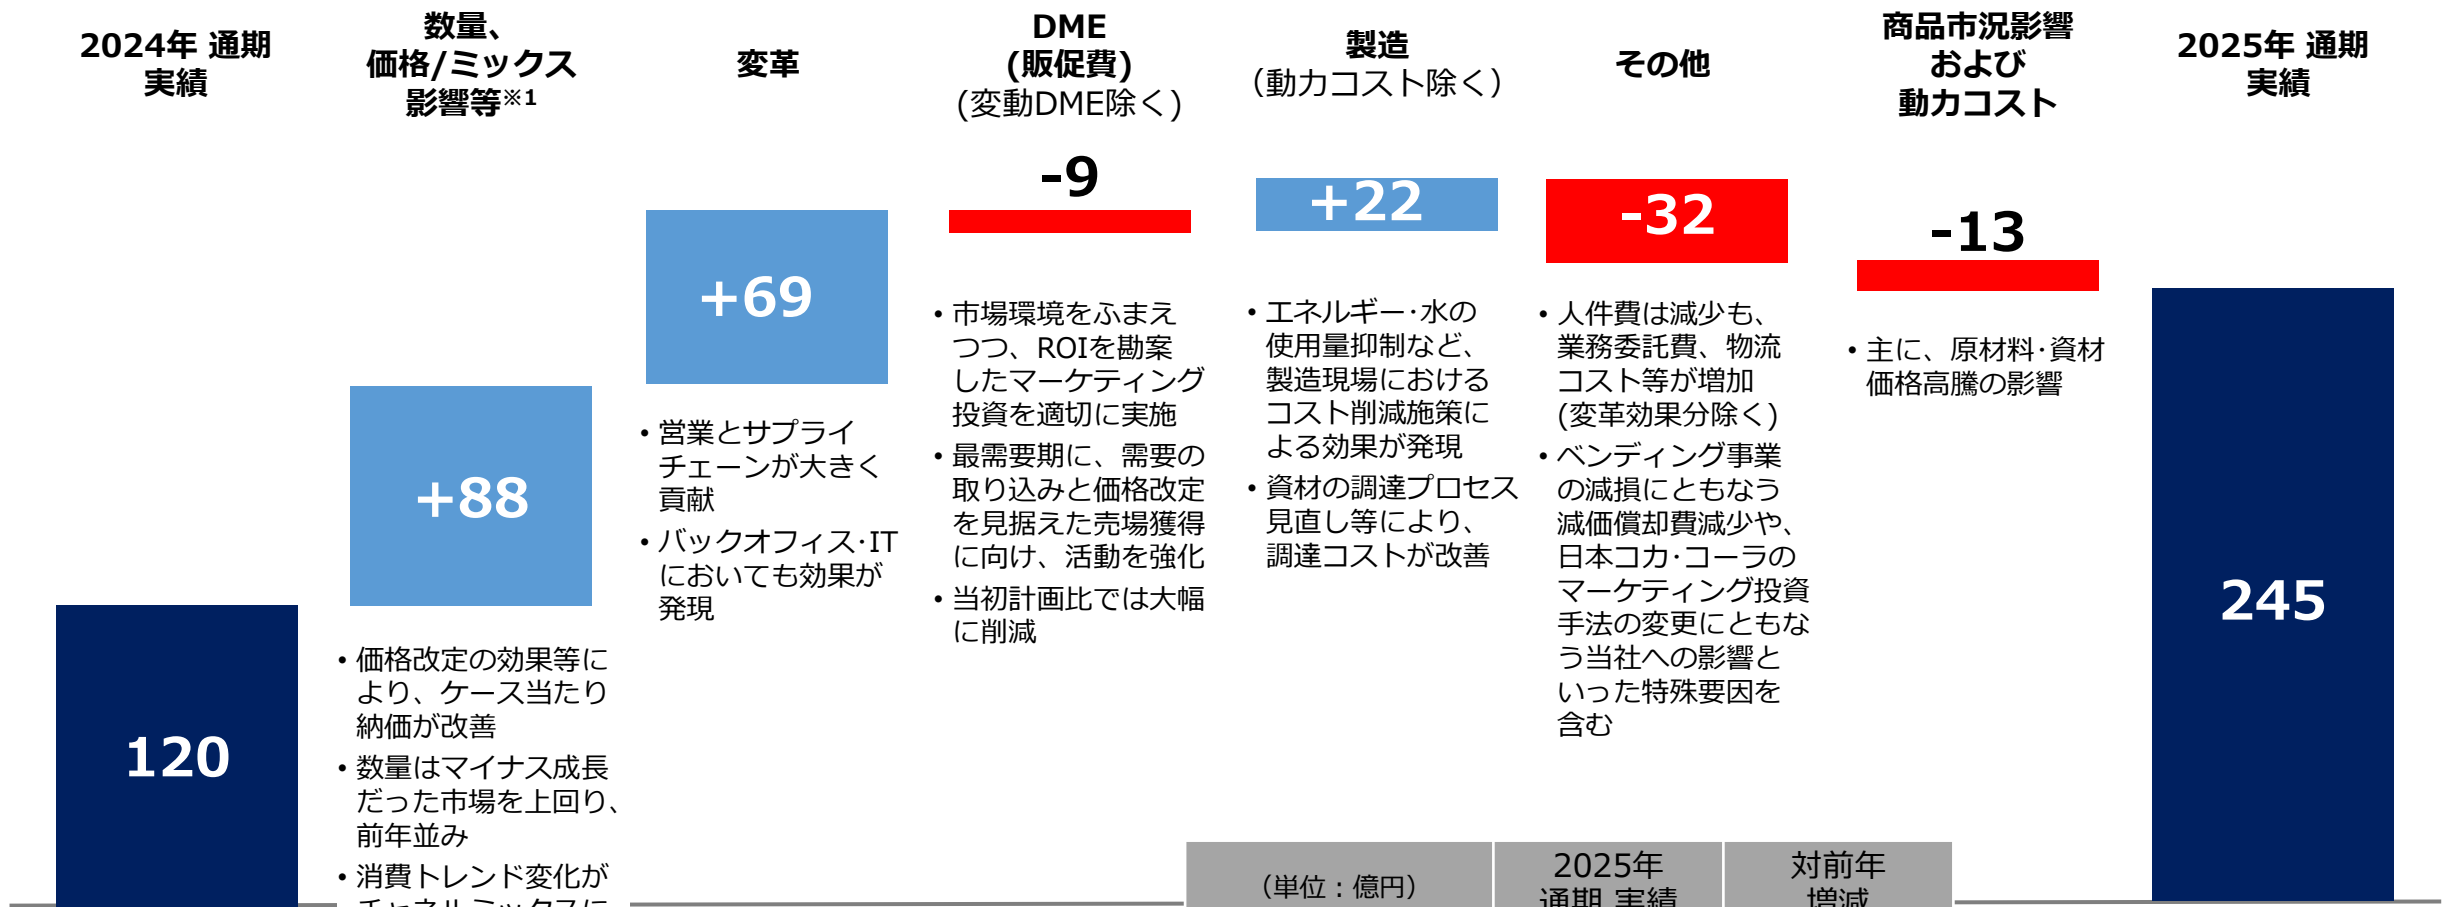 2024年 通期
実績
数量、
価格/ミックス
影響等※1
変革
DME
(販促費)
(変動DME除く)
製造
（動力コスト除く）
その他
商品市況影響
および
動力コスト
2025年 通期
実績
120
+88
• 価格改定の効果等に
より、ケース当たり
納価が改善
• 数量はマイナス成長
だった市場を上回り、
前年並み
• 消費トレンド変化が
チャネルミックスに
+69
• 営業とサプライ
チェーンが大きく
貢献
• バックオフィス･IT
においても効果が
発現
-9
• 市場環境をふまえ
つつ、ROIを勘案
したマーケティング
投資を適切に実施
• 最需要期に、需要の
取り込みと価格改定
を見据えた売場獲得
に向け、活動を強化
• 当初計画比では大幅
に削減
+22
• エネルギー･水の
使用量抑制など、
製造現場における
コスト削減施策に
よる効果が発現
• 資材の調達プロセス
見直し等により、
調達コストが改善
-32
• 人件費は減少も、
業務委託費、物流
コスト等が増加
(変革効果分除く)
• ベンディング事業
の減損にともなう
減価償却費減少や、
日本コカ･コーラの
マーケティング投資
手法の変更にともな
う当社への影響と
いった特殊要因を
含む
-13
• 主に、原材料･資材
価格高騰の影響
245
（単位：億円）
2025年
通期 実績
対前年
増減